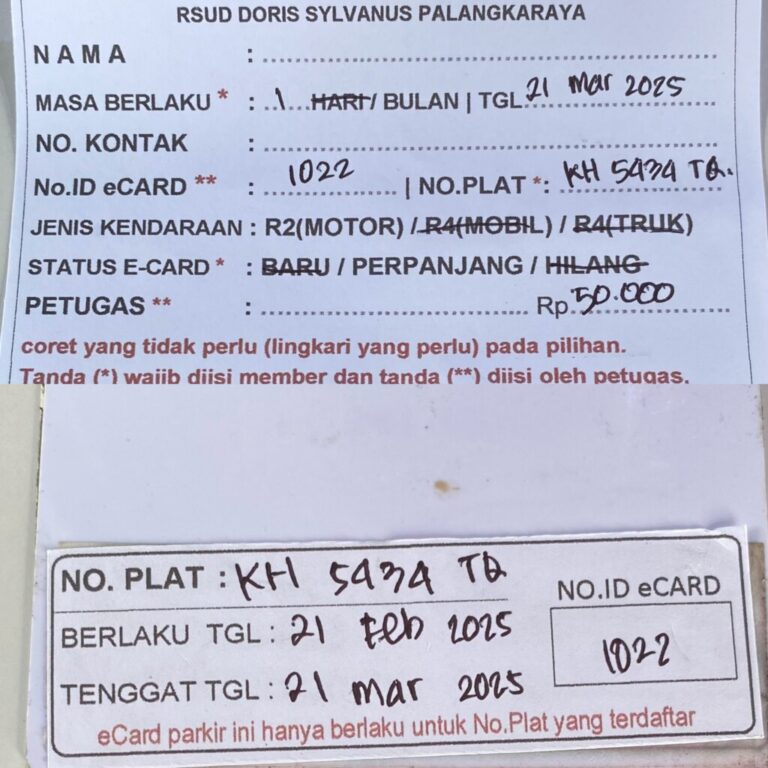 RSUD DORIS SYLVANUS PALANGKARAYA
NAMA :
MASA BERLAKU * : 1 HARI / BULAN | TGL 21 Mar 2025
NO. KONTAK :
No.ID eCARD ** : 1022 | NO.PLAT *: KH 5434 TQ.
JENIS KENDARAAN : R2(MOTOR) / R4(MOBIL) / R4(TRUK)
STATUS E-CARD * : BARU / PERPANJANG / HILANG
PETUGAS ** : Rp 50.000
coret yang tidak perlu (lingkari yang perlu) pada pilihan.
Tanda (*) wajib diisi member dan tanda (**) diisi oleh petugas.
NO. PLAT : KH 5434 TQ
NO.ID eCARD
BERLAKU TGL : 21 Feb 2025
1022
TENGGAT TGL : 21 Mar 2025
eCard parkir ini hanya berlaku untuk No.Plat yang terdaftar